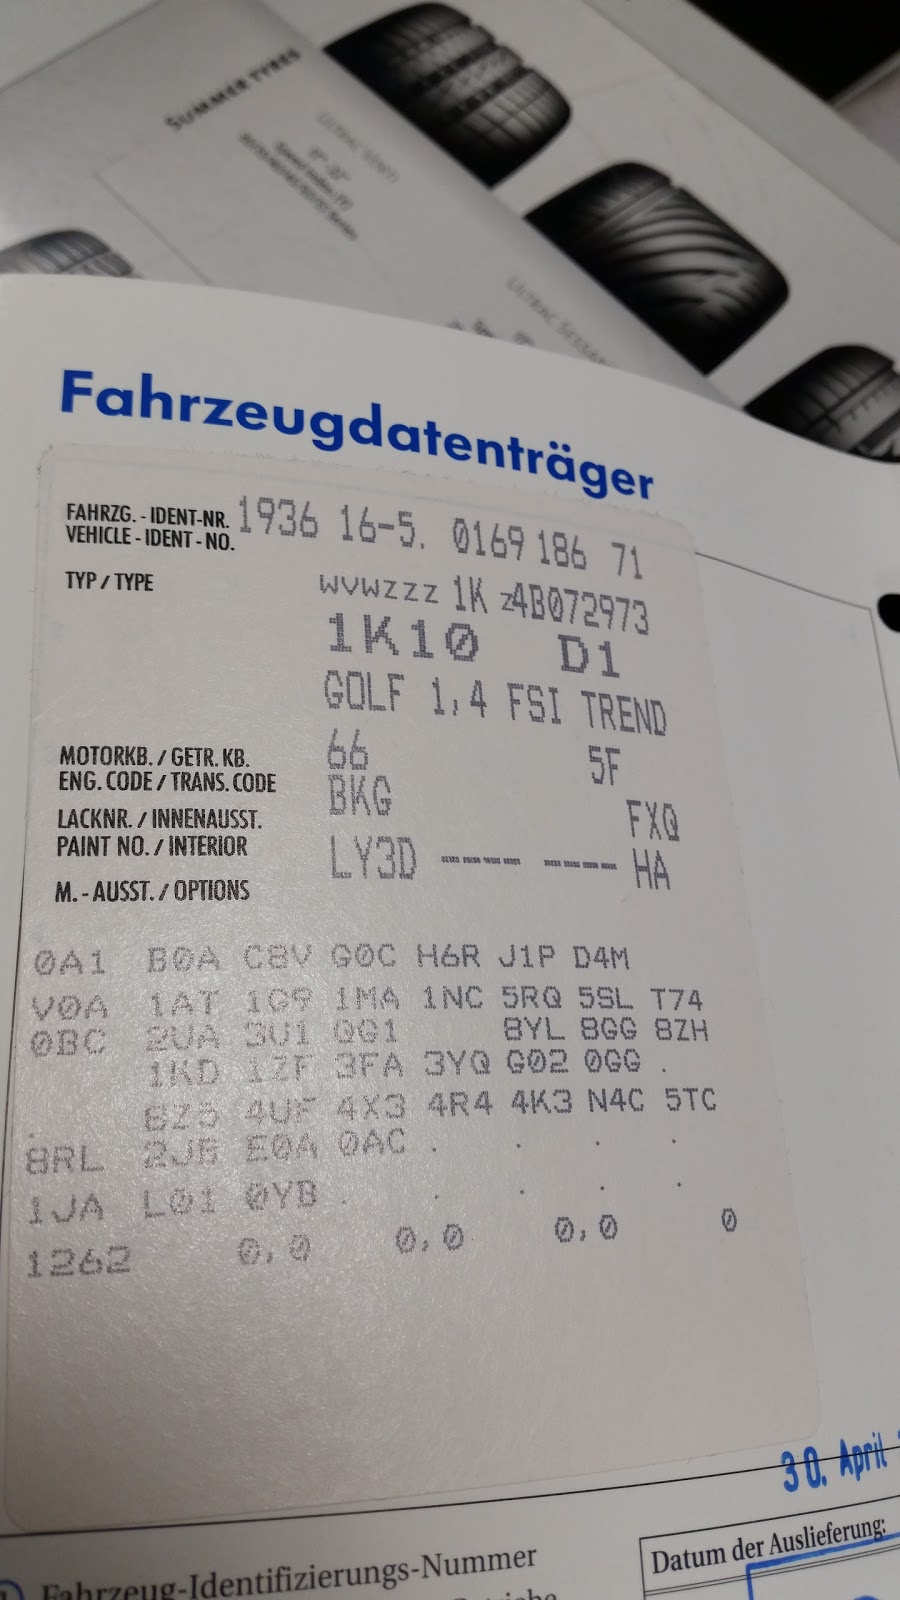 SUMMER TYRES
Fahrzeugdatenträger
FAHRZG. - IDENT-NR. 1936 16-5. 0169 186 71
VEHICLE - IDENT - NO.
TYP / TYPE WVWZZZ 1K Z4B072973
1K10 D1
GOLF 1,4 FSI TREND
MOTORKB. / GETR. KB. 66 5F
ENG. CODE / TRANS. CODE BKG
LACKNR. / INNENAUSST. FXQ
PAINT NO. / INTERIOR LY3D ---- ---- HA
M. - AUSST. / OPTIONS
0A1 B0A C8V G0C H6R J1P D4M
V0A 1AT 1G9 1MA 1NC 5RQ 5SL T74
0BC 2UA 3U1 QG1 8YL 8GG 8ZH
1KD 1ZF 3FA 3YQ G02 0GG .
4UF 4X3 4R4 4K3 N4C 5TC
8RL E0A 0AC . . . .
1JA L01 0YB . . . . .
1262 0,0 0,0 0,0 0
30. April
Datum der Auslieferung:
Fahrzeug-Identifizierungs-Nummer